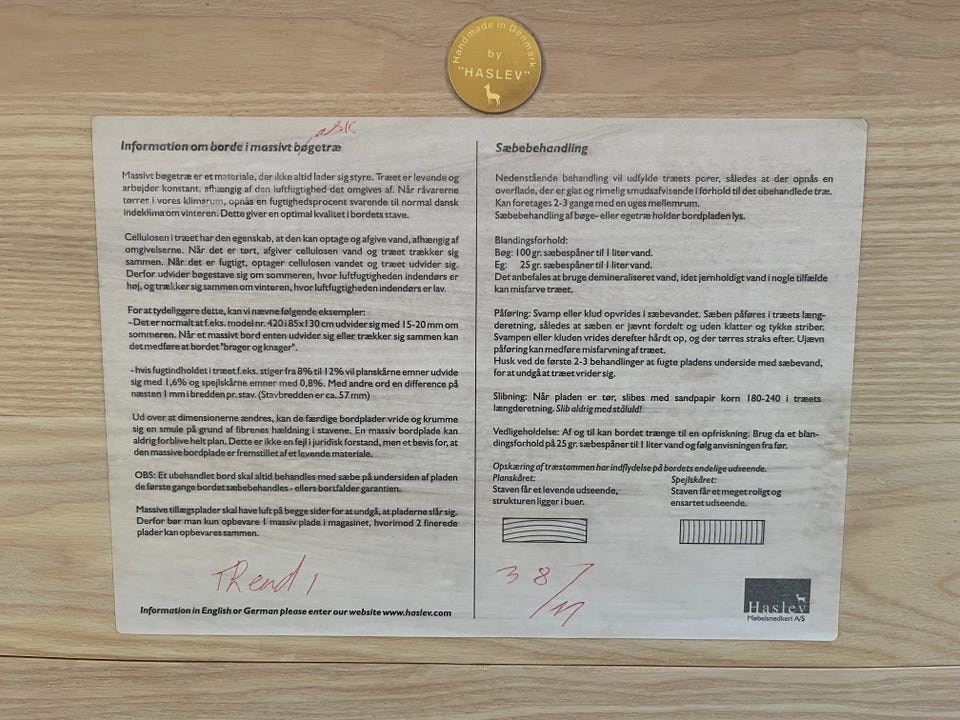 Handmade in Denmark
by
"HASLEV"
ask
Information om borde i massivt bøgetræ
Massivt bøgetræ er et materiale, der ikke altid lader sig styre. Træet er levende og
arbejder konstant, afhængig af den luftfugtighed det omgives af. Når råvarerne
tørret i vores klimarum, opnås en fugtighedsprocent svarende til normal dansk
indeklima om vinteren. Dette giver en optimal kvalitet i bordets stave.
Cellulosen i træet har den egenskab, at den kan optage og afgive vand, afhængig af
omgivelserne. Når det er tørt, afgiver cellulosen vand og træet trækker sig
sammen. Når det er fugtigt, optager cellulosen vandet og træet udvider sig.
Derfor udvider bøgestave sig om sommeren, hvor luftfugtigheden indendørs er
høj, og trækker sig sammen om vinteren, hvor luftfugtigheden indendørs er lav.
For at tydeliggøre dette, kan vi nævne følgende eksempler:
- Det er normalt at f.eks. model nr. 420 i 85x130 cm udvider sig med 15-20 mm om
sommeren. Når et massivt bord enten udvider sig eller trækker sig sammen kan
det medføre at bordet "brager og knager".
- hvis fugtindholdet i træet f.eks. stiger fra 8% til 12% vil planskårne emner udvide
sig med 1,6% og spejlskårne emner med 0,8%. Med andre ord en difference på
næsten 1 mm i bredden pr. stav. (Stavbredden er ca. 57 mm)
Ud over at dimensionerne ændres, kan de færdige bordplader vride og krumme
sig en smule på grund af fibrenes hældning i stavene. En massiv bordplade kan
aldrig forblive helt plan. Dette er ikke en fejl i juridisk forstand, men et bevis for, at
den massive bordplade er fremstillet af et levende materiale.
OBS: Et ubehandlet bord skal altid behandles med sæbe på undersiden af pladen
de første gange bordet sæbebehandles - ellers bortfalder garantien.
Massive tillægsplader skal have luft på begge sider for at undgå, at pladerne slår sig.
Derfor bør man kun opbevare 1 massiv plade i magasinet, hvorimod 2 finerede
plader kan opbevares sammen.
TRend 1
Information in English or German please enter our website www.haslev.com
Sæbebehandling
Nedenstående behandling vil udfylde træets porer, således at der opnås en
overflade, der er glat og rimelig smudsafvisende i forhold til det ubehandlede træ.
Kan foretages 2-3 gange med en uges mellemrum.
Sæbebehandling af bøge- eller egetræ holder bordpladen lys.
Blandingsforhold:
Bøg: 100 gr. sæbespåner til 1 liter vand.
Eg: 25 gr. sæbespåner til 1 liter vand.
Det anbefales at bruge demineraliseret vand, idet jernholdigt vand i nogle tilfælde
kan misfarve træet.
Påføring: Svamp eller klud opvrides i sæbevandet. Sæben påføres i træets læng-
deretning, således at sæben er jævnt fordelt og uden klatter og tykke striber.
Svampen eller kluden vrides derefter hårdt op, og der tørres straks efter. Ujævn
påføring kan medføre misfarvning af træet.
Husk ved de første 2-3 behandlinger at fugte pladens underside med sæbevand,
for at undgå at træet vrider sig.
Slibning: Når pladen er tør, slibes med sandpapir korn 180-240 i træets
længderetning. Slib aldrig med ståluld!
Vedligeholdelse: Af og til kan bordet trænge til en opfriskning. Brug da et blan-
dingsforhold på 25 gr. sæbespåner til 1 liter vand og følg anvisningen fra før.
Opskæring af træstammen har indflydelse på bordets endelige udseende.
Planskåret: Spejlskåret:
Staven får et levende udseende, Staven får et meget roligt og
strukturen ligger i buer. ensartet udseende.
38/
Haslev
Møbelsnedkeri A/S